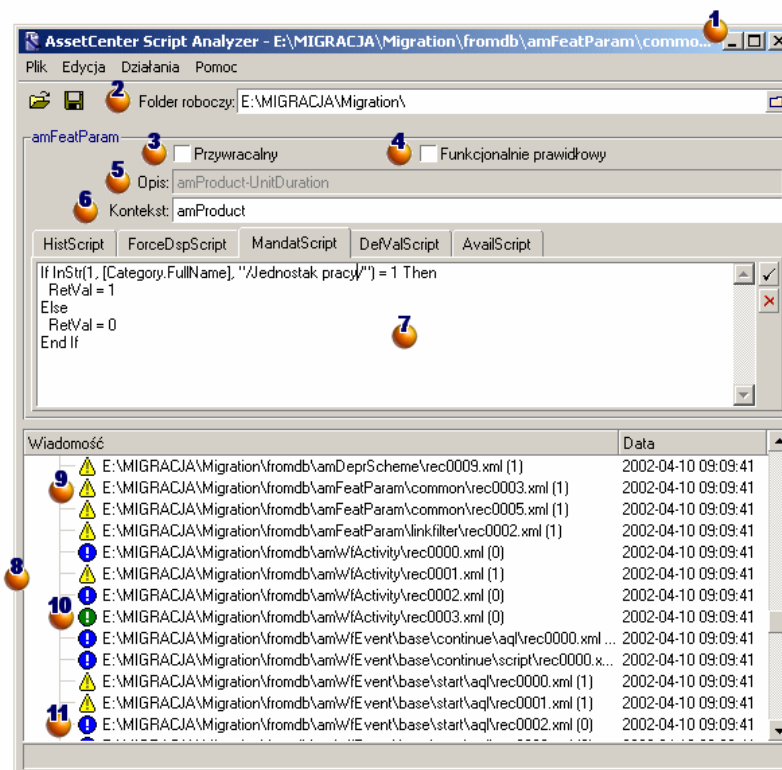 1
AssetCenter Script Analyzer - E:\MIGRACJA\Migration\fromdb\amFeatParam\commo...
Plik Edycja Działania Pomoc
2 Folder roboczy: E:\MIGRACJA\Migration\
amFeatParam
3 Przywracalny 4 Funkcjonalnie prawidłowy
5 Opis: amProduct-UnitDuration
6 Kontekst: amProduct
HistScript ForceDspScript MandatScript DefValScript AvailScript
If InStr(1, [Category.FullName], "/Jednostak pracy/") = 1 Then
RetVal = 1
Else
RetVal = 0
End If
7
Wiadomość Data
E:\MIGRACJA\Migration\fromdb\amDeprScheme\rec0009.xml (1) 2002-04-10 09:09:41
9 E:\MIGRACJA\Migration\fromdb\amFeatParam\common\rec0003.xml (1) 2002-04-10 09:09:41
E:\MIGRACJA\Migration\fromdb\amFeatParam\common\rec0005.xml (1) 2002-04-10 09:09:41
E:\MIGRACJA\Migration\fromdb\amFeatParam\linkfilter\rec0002.xml (1) 2002-04-10 09:09:41
E:\MIGRACJA\Migration\fromdb\amWfActivity\rec0000.xml (0) 2002-04-10 09:09:41
8 E:\MIGRACJA\Migration\fromdb\amWfActivity\rec0001.xml (1) 2002-04-10 09:09:41
E:\MIGRACJA\Migration\fromdb\amWfActivity\rec0002.xml (0) 2002-04-10 09:09:41
10 E:\MIGRACJA\Migration\fromdb\amWfActivity\rec0003.xml (0) 2002-04-10 09:09:41
E:\MIGRACJA\Migration\fromdb\amWfEvent\base\continue\aql\rec0000.xml ... 2002-04-10 09:09:41
E:\MIGRACJA\Migration\fromdb\amWfEvent\base\continue\script\rec0000.x... 2002-04-10 09:09:41
E:\MIGRACJA\Migration\fromdb\amWfEvent\base\start\aql\rec0000.xml (1) 2002-04-10 09:09:41
E:\MIGRACJA\Migration\fromdb\amWfEvent\base\start\aql\rec0001.xml (1) 2002-04-10 09:09:41
11 E:\MIGRACJA\Migration\fromdb\amWfEvent\base\start\aql\rec0002.xml (0) 2002-04-10 09:09:41